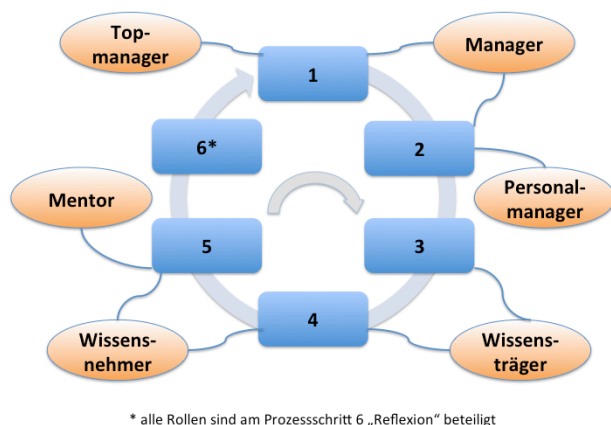 Top-
manager
Manager
1
6*
2
Mentor
Personal-
manager
5
3
4
Wissens-
nehmer
Wissens-
träger
* alle Rollen sind am Prozessschritt 6 „Reflexion“ beteiligt